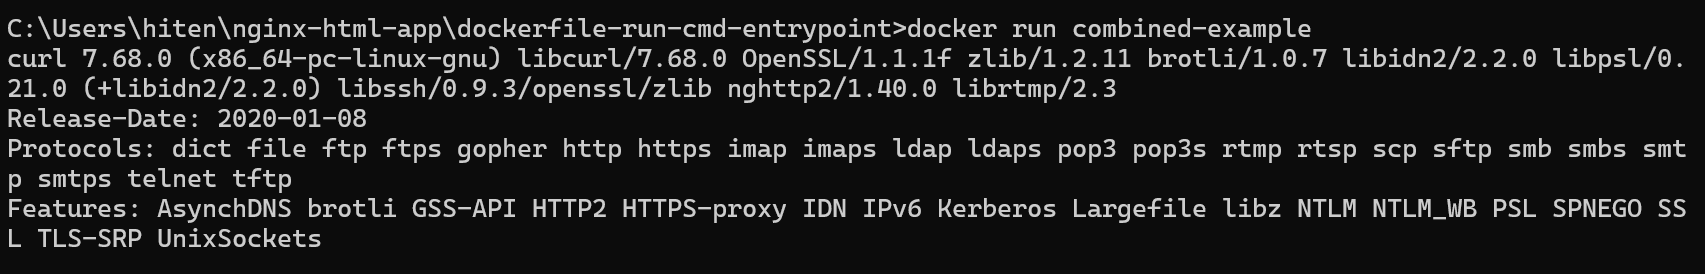 C:\Users\hiten\nginx-html-app\dockerfile-run-cmd-entrypoint>docker run combined-example
curl 7.68.0 (x86_64-pc-linux-gnu) libcurl/7.68.0 OpenSSL/1.1.1f zlib/1.2.11 brotli/1.0.7 libidn2/2.2.0 libpsl/0.
21.0 (+libidn2/2.2.0) libssh/0.9.3/openssl/zlib nghttp2/1.40.0 librtmp/2.3
Release-Date: 2020-01-08
Protocols: dict file ftp ftps gopher http https imap imaps ldap ldaps pop3 pop3s rtmp rtsp scp sftp smb smbs smt
p smtps telnet tftp
Features: AsynchDNS brotli GSS-API HTTP2 HTTPS-proxy IDN IPv6 Kerberos Largefile libz NTLM NTLM_WB PSL SPNEGO SS
L TLS-SRP UnixSockets